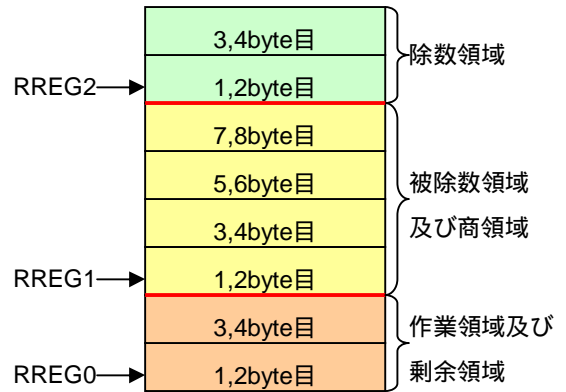 3,4byte目
除数領域
RREG2
1,2byte目
7,8byte目
5,6byte目
被除数領域
及び商領域
3,4byte目
RREG1
1,2byte目
3,4byte目
作業領域及び
剰余領域
RREG0
1,2byte目